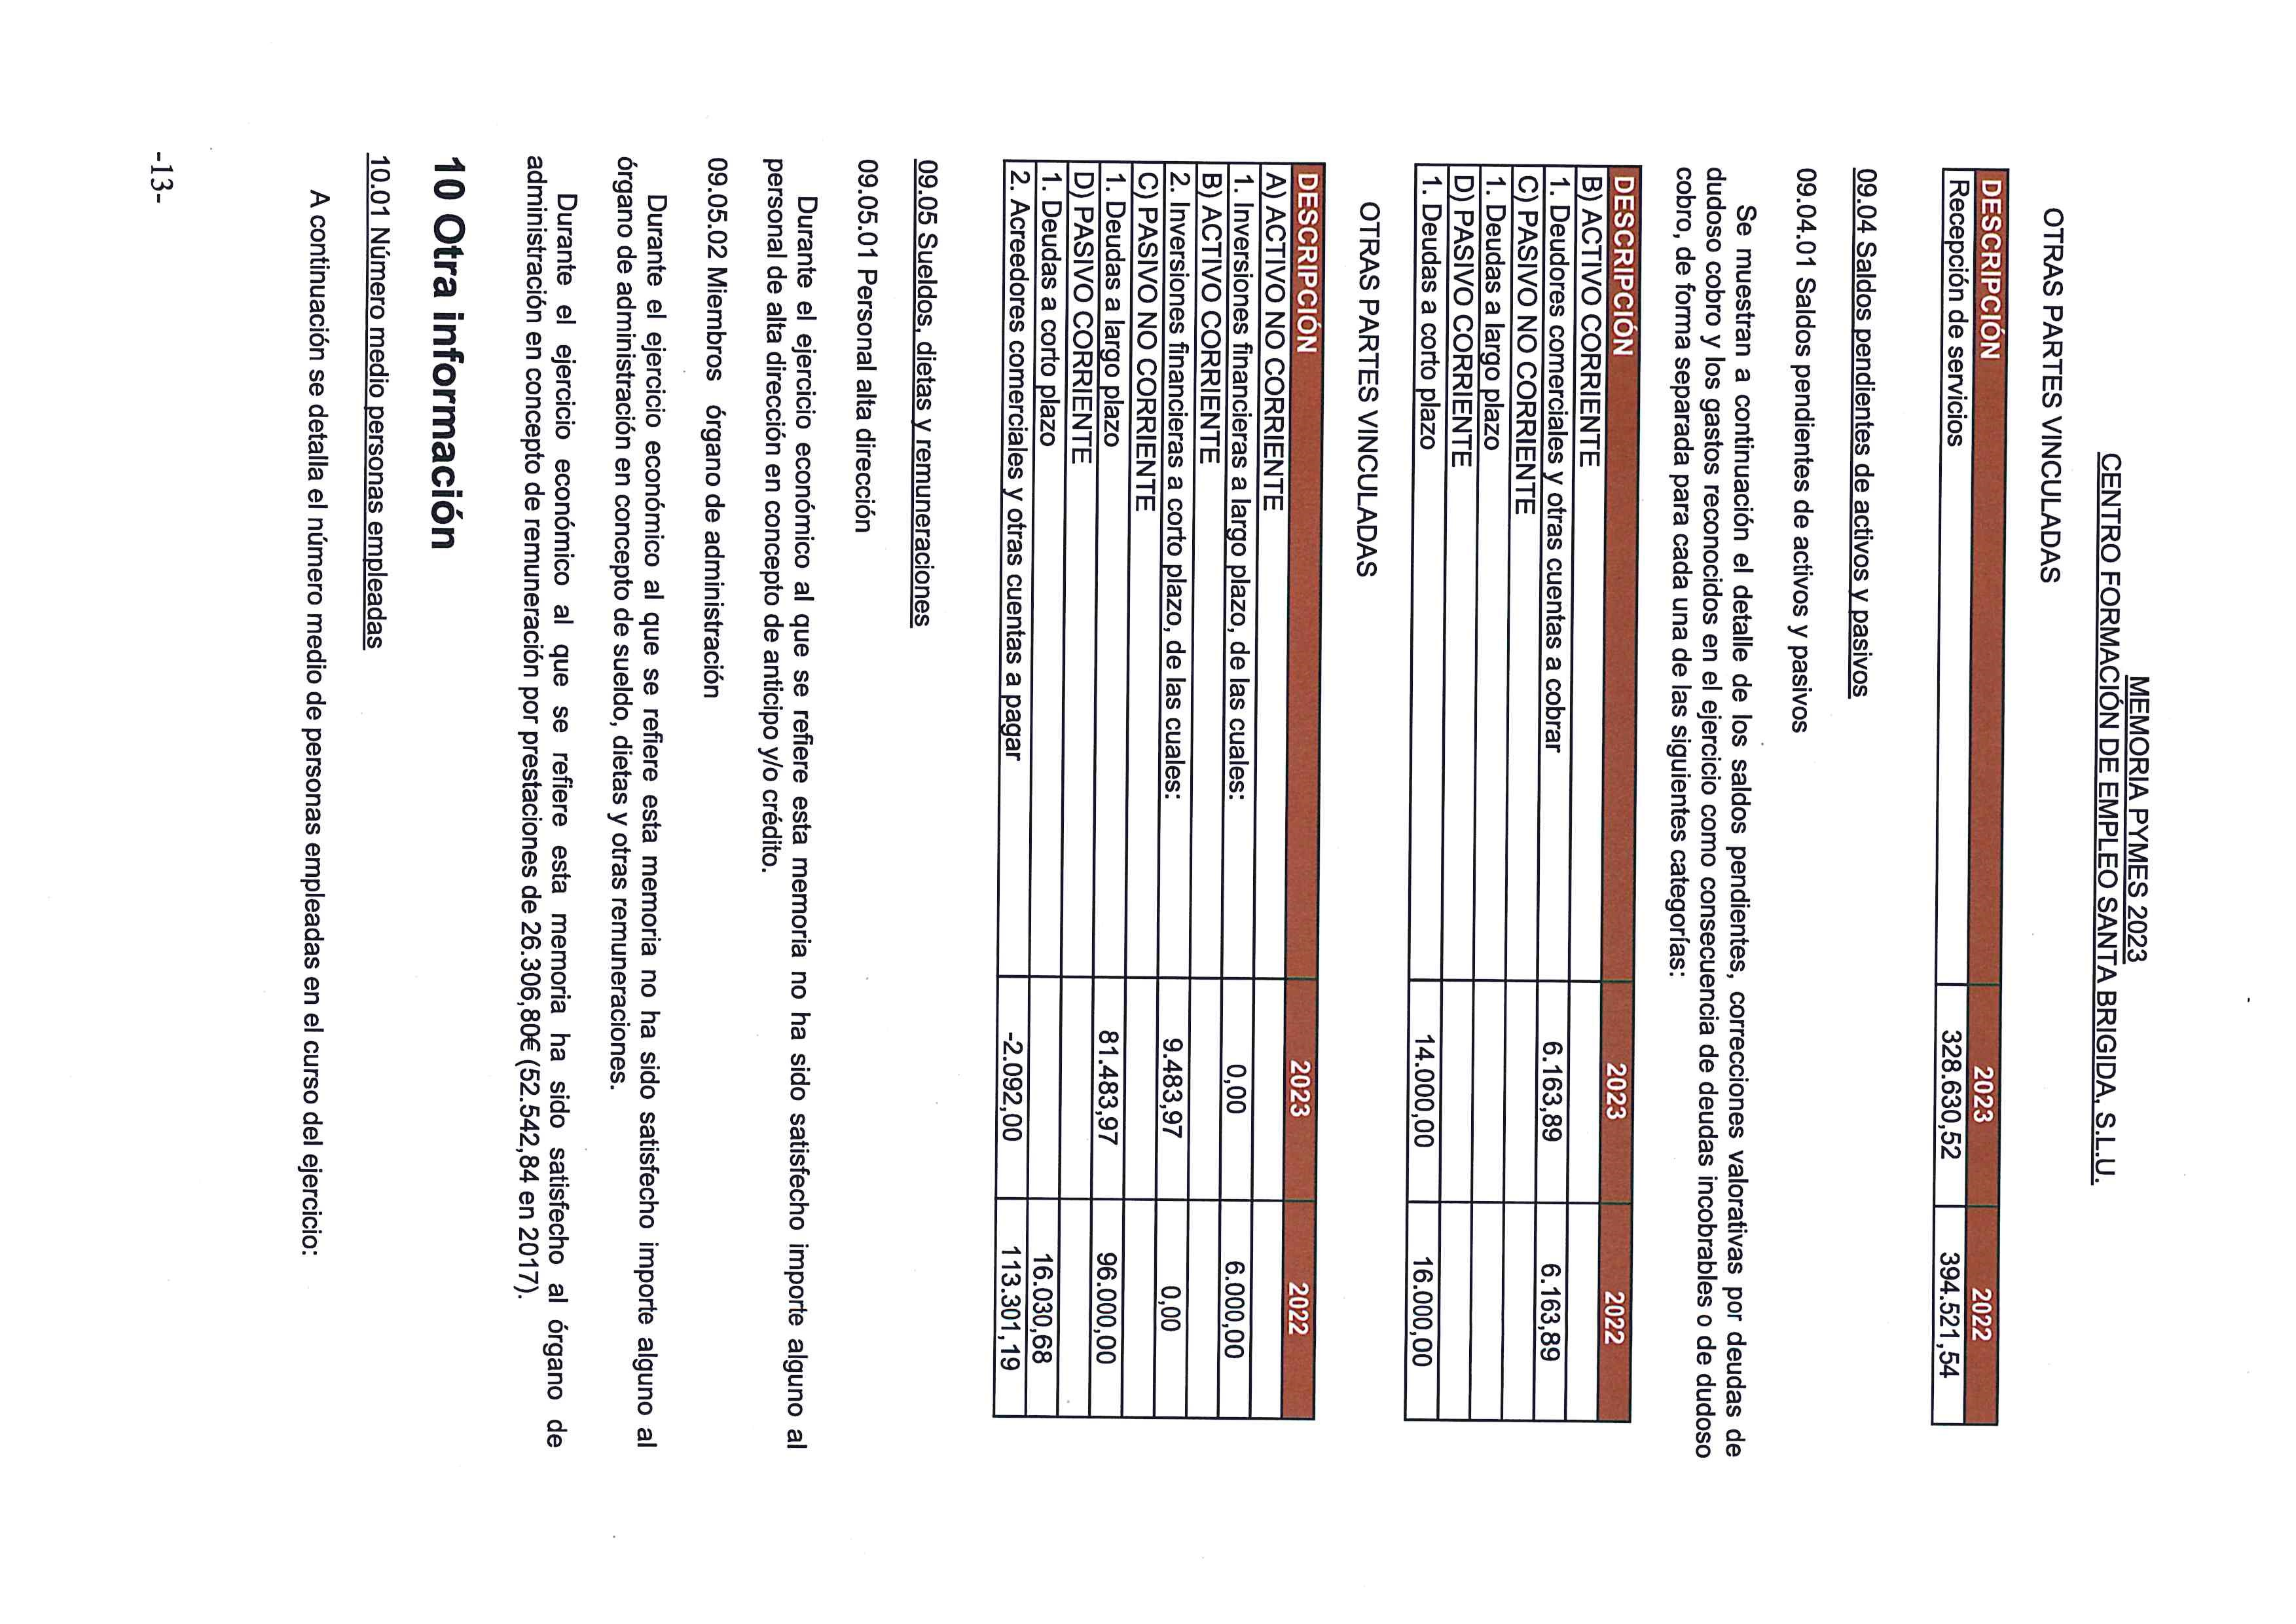 MEMORIA PYMES 2023
CENTRO FORMACIÓN DE EMPLEO SANTA BRIGIDA, S.L.U.
OTRAS PARTES VINCULADAS
DESCRIPCIÓN 2023 2022
Recepción de servicios 328.630,52 394.521,54
09.04 Saldos pendientes de activos y pasivos
09.04.01 Saldos pendientes de activos y pasivos
Se muestran a continuación el detalle de los saldos pendientes, correcciones valorativas por deudas de
dudoso cobro y los gastos reconocidos en el ejercicio como consecuencia de deudas incobrables o de dudoso
cobro, de forma separada para cada una de las siguientes categorías:
DESCRIPCIÓN 2023 2022
B) ACTIVO CORRIENTE
1. Deudores comerciales y otras cuentas a cobrar 6.163,89 6.163,89
C) PASIVO NO CORRIENTE
1. Deudas a largo plazo
D) PASIVO CORRIENTE
1. Deudas a corto plazo 14.000,00 16.000,00
OTRAS PARTES VINCULADAS
DESCRIPCIÓN 2023 2022
A) ACTIVO NO CORRIENTE
1. Inversiones financieras a largo plazo, de las cuales: 0,00 6.000,00
B) ACTIVO CORRIENTE
2. Inversiones financieras a corto plazo, de las cuales: 9.483,97 0,00
C) PASIVO NO CORRIENTE
1. Deudas a largo plazo 81.483,97 96.000,00
D) PASIVO CORRIENTE
1. Deudas a corto plazo 16.030,68
2. Acreedores comerciales y otras cuentas a pagar -2.092,00 113.301,19
09.05 Sueldos, dietas y remuneraciones
09.05.01 Personal alta dirección
Durante el ejercicio económico al que se refiere esta memoria no ha sido satisfecho importe alguno al
personal de alta dirección en concepto de anticipo y/o crédito.
09.05.02 Miembros órgano de administración
Durante el ejercicio económico al que se refiere esta memoria no ha sido satisfecho importe alguno al
órgano de administración en concepto de sueldo, dietas y otras remuneraciones.
Durante el ejercicio económico al que se refiere esta memoria ha sido satisfecho al órgano de
administración en concepto de remuneración por prestaciones de 26.306,80€ (52.542,84 en 2017).
10 Otra información
10.01 Número medio personas empleadas
A continuación se detalla el número medio de personas empleadas en el curso del ejercicio:
-13-